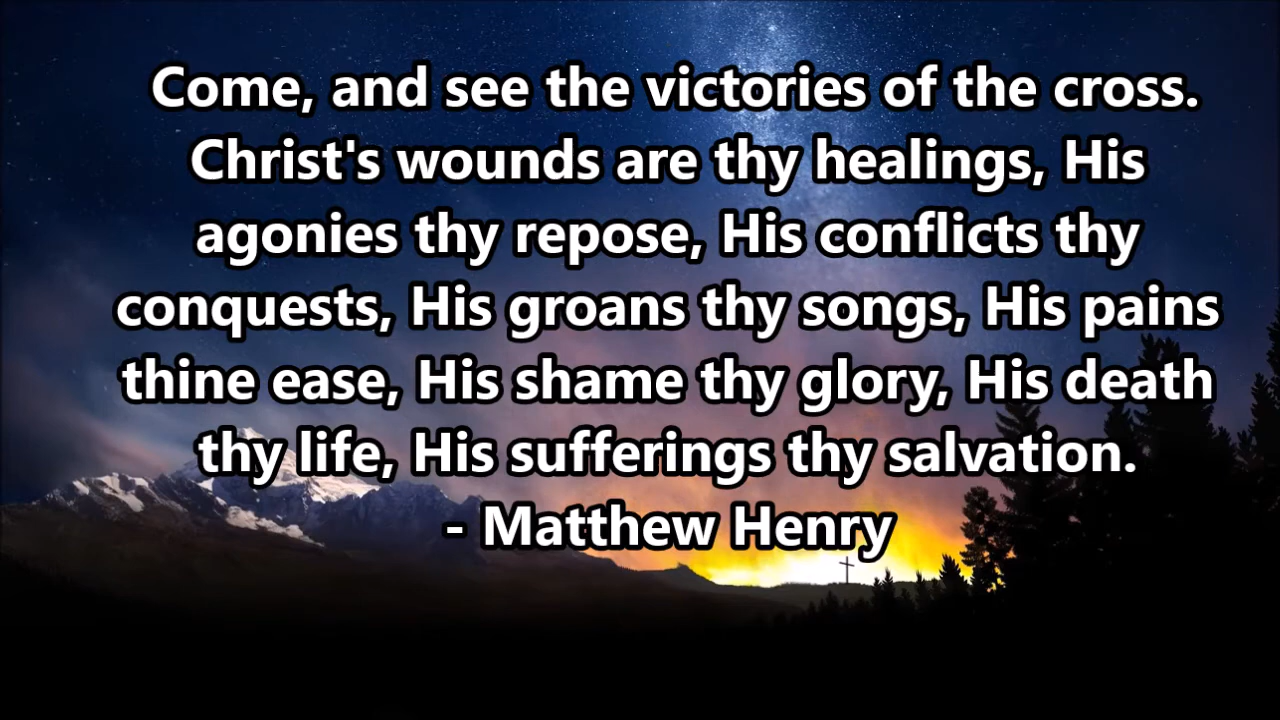 Come, and see the victories of the cross.
Christ's wounds are thy healings, His
agonies thy repose, His conflicts thy
conquests, His groans thy songs, His pains
thine ease, His shame thy glory, His death
thy life, His sufferings thy salvation.
- Matthew Henry